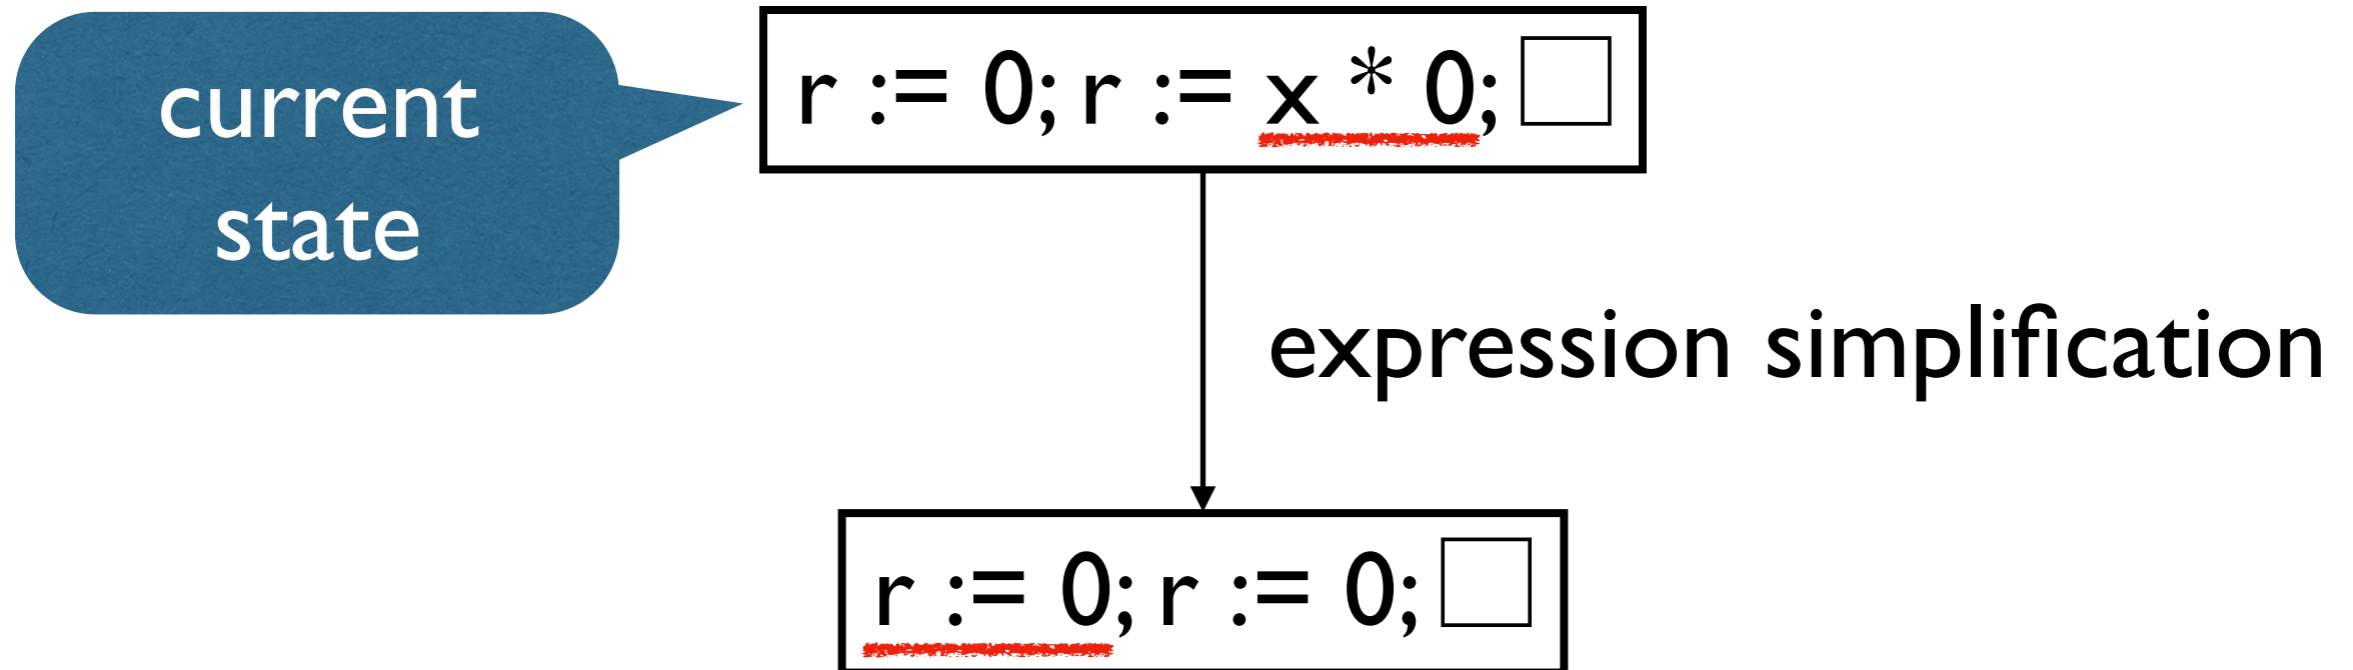 current
state
r := 0; r := x * 0; □
expression simplification
r := 0; r := 0; □